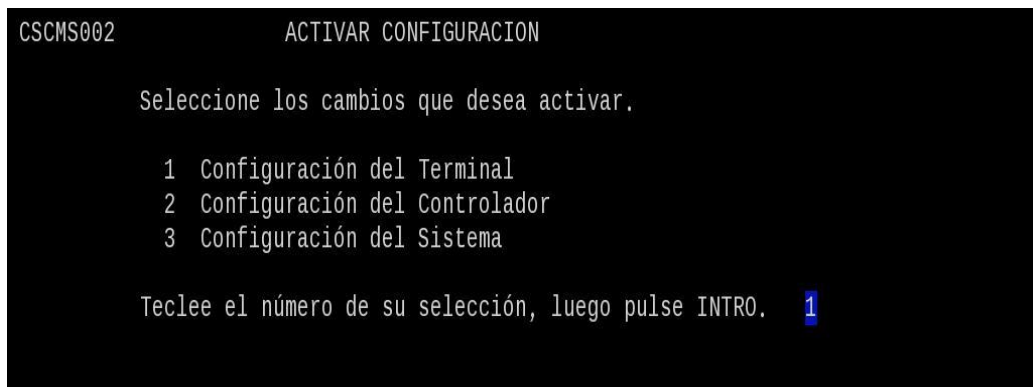 CSCMS002 ACTIVAR CONFIGURACION
Seleccione los cambios que desea activar.
1 Configuración del Terminal
2 Configuración del Controlador
3 Configuración del Sistema
Teclee el número de su selección, luego pulse INTRO. 1